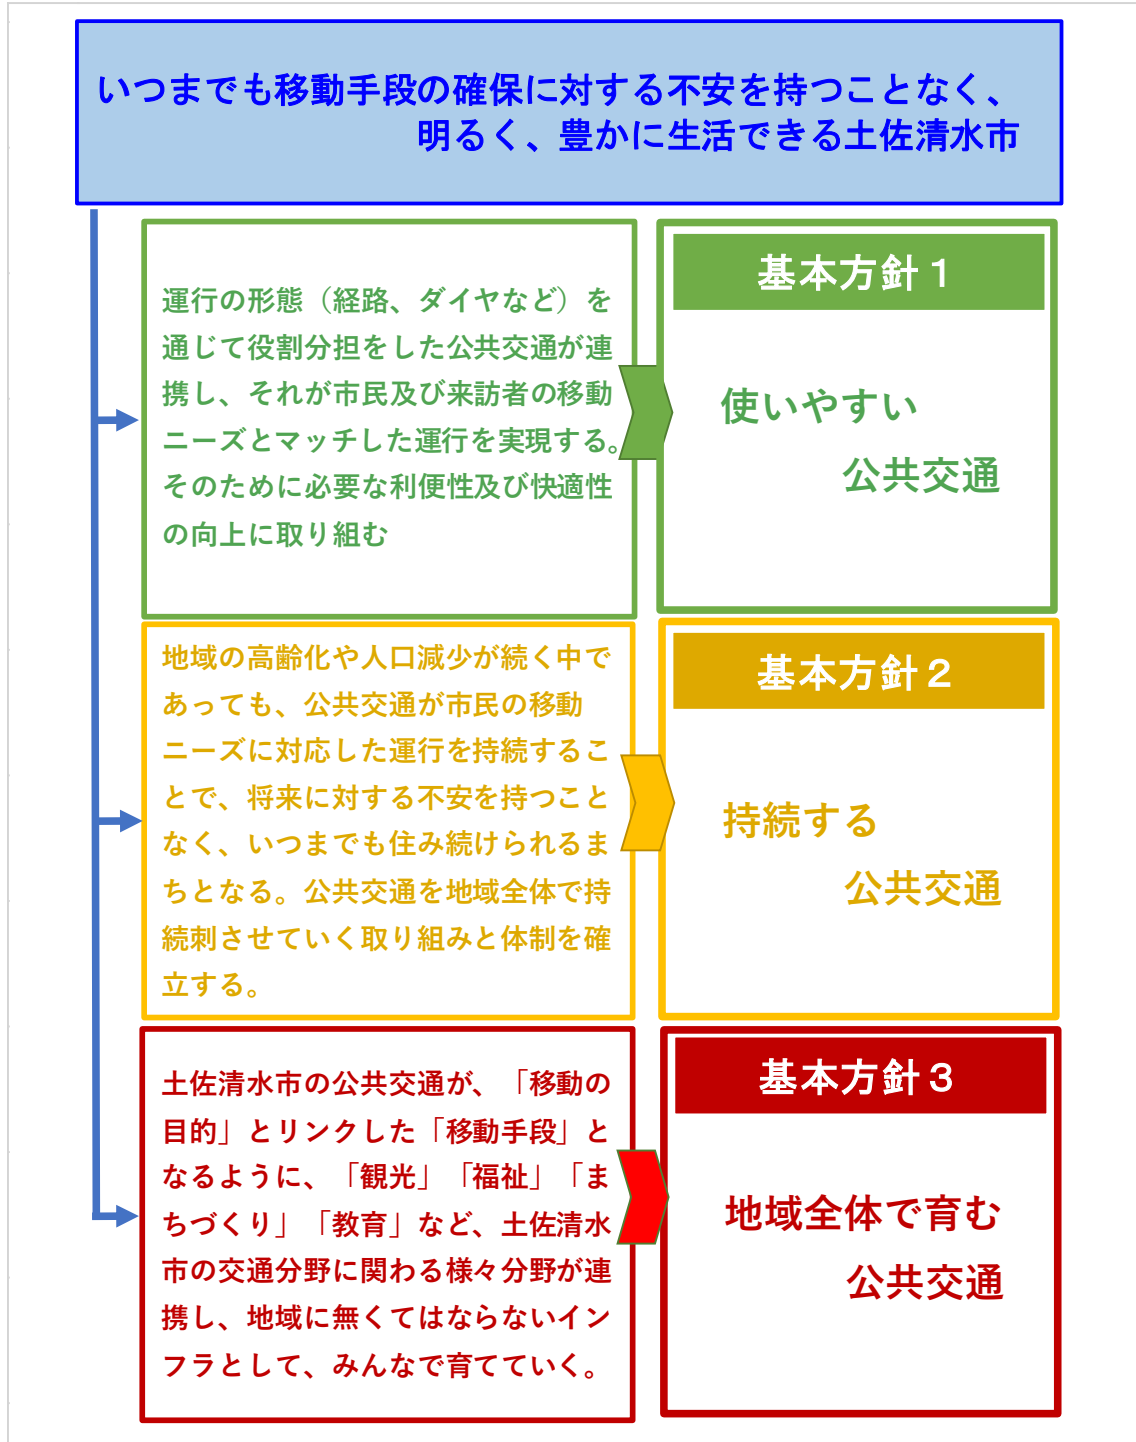 いつまでも移動手段の確保に対する不安を持つことなく、
明るく、豊かに生活できる土佐清水市
運行の形態（経路、ダイヤなど）を
通じて役割分担をした公共交通が連
携し、それが市民及び来訪者の移動
ニーズとマッチした運行を実現する。
そのために必要な利便性及び快適性
の向上に取り組む
基本方針１
使いやすい
公共交通
地域の高齢化や人口減少が続く中で
あっても、公共交通が市民の移動
ニーズに対応した運行を持続するこ
とで、将来に対する不安を持つこと
なく、いつまでも住み続けられるま
ちとなる。公共交通を地域全体で持
続刺させていく取り組みと体制を確
立する。
基本方針２
持続する
公共交通
土佐清水市の公共交通が、「移動の
目的」とリンクした「移動手段」と
なるように、「観光」「福祉」「ま
ちづくり」「教育」など、土佐清水
市の交通分野に関わる様々分野が連
携し、地域に無くてはならないイン
フラとして、みんなで育てていく。
基本方針３
地域全体で育む
公共交通